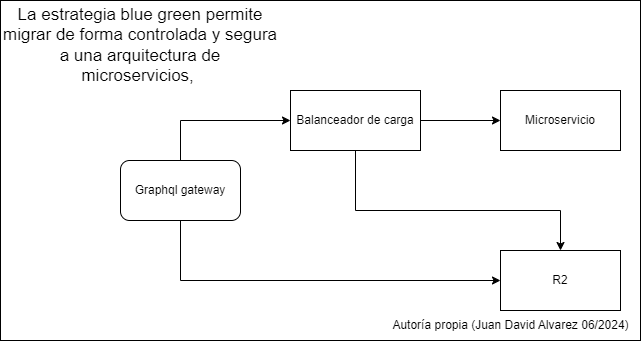 La estrategia blue green permite
migrar de forma controlada y segura
a una arquitectura de
microservicios,
Balanceador de carga
Microservicio
Graphql gateway
R2
Autoría propia (Juan David Alvarez 06/2024)